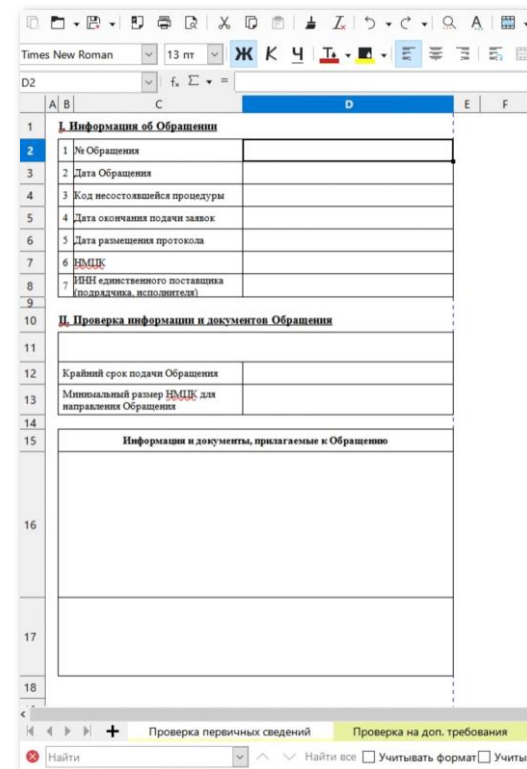 Times New Roman 13 пт Ж К Ч
D2 fx Σ =
A B C D E F
1 I. Информация об Обращении
2 1 № Обращения
3 2 Дата Обращения
4 3 Код несостоявшейся процедуры
5 4 Дата окончания подачи заявок
6 5 Дата размещения протокола
7 6 НМЦК
8 7 ИНН единственного поставщика
(подрядчика, исполнителя)
9
10 II. Проверка информации и документов Обращения
11
12 Крайний срок подачи Обращения
13 Минимальный размер НМЦК для
направления Обращения
14
15 Информация и документы, прилагаемые к Обращению
16
17
18
Проверка первичных сведений Проверка на доп. требования
Найти Найти все Учитывать формат Учиты